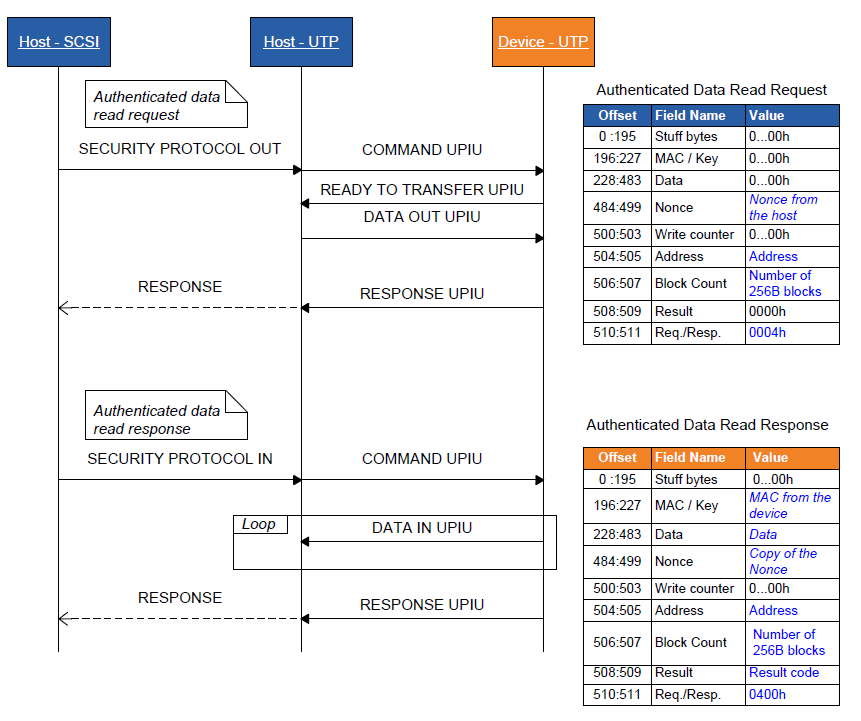 Host - SCSI
Host - UTP
Device - UTP
Authenticated data
read request
SECURITY PROTOCOL OUT
COMMAND UPIU
READY TO TRANSFER UPIU
DATA OUT UPIU
RESPONSE
RESPONSE UPIU
Authenticated data
read response
SECURITY PROTOCOL IN
COMMAND UPIU
Loop
DATA IN UPIU
RESPONSE
RESPONSE UPIU
Authenticated Data Read Request
Offset Field Name Value
0 :195 Stuff bytes 0...00h
196:227 MAC / Key 0...00h
228:483 Data 0...00h
484:499 Nonce Nonce from
the host
500:503 Write counter 0...00h
504:505 Address Address
506:507 Block Count Number of
256B blocks
508:509 Result 0000h
510:511 Req./Resp. 0004h
Authenticated Data Read Response
Offset Field Name Value
0 :195 Stuff bytes 0...00h
196:227 MAC / Key MAC from the
device
228:483 Data Data
484:499 Nonce Copy of the
Nonce
500:503 Write counter 0...00h
504:505 Address Address
506:507 Block Count Number of
256B blocks
508:509 Result Result code
510:511 Req./Resp. 0400h